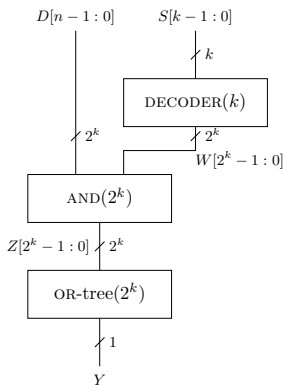 D[n − 1 : 0] S[k − 1 : 0]
k
DECODER(k)
2^k 2^k
W[2^k − 1 : 0]
AND(2^k)
Z[2^k − 1 : 0] 2^k
OR-tree(2^k)
1
Y